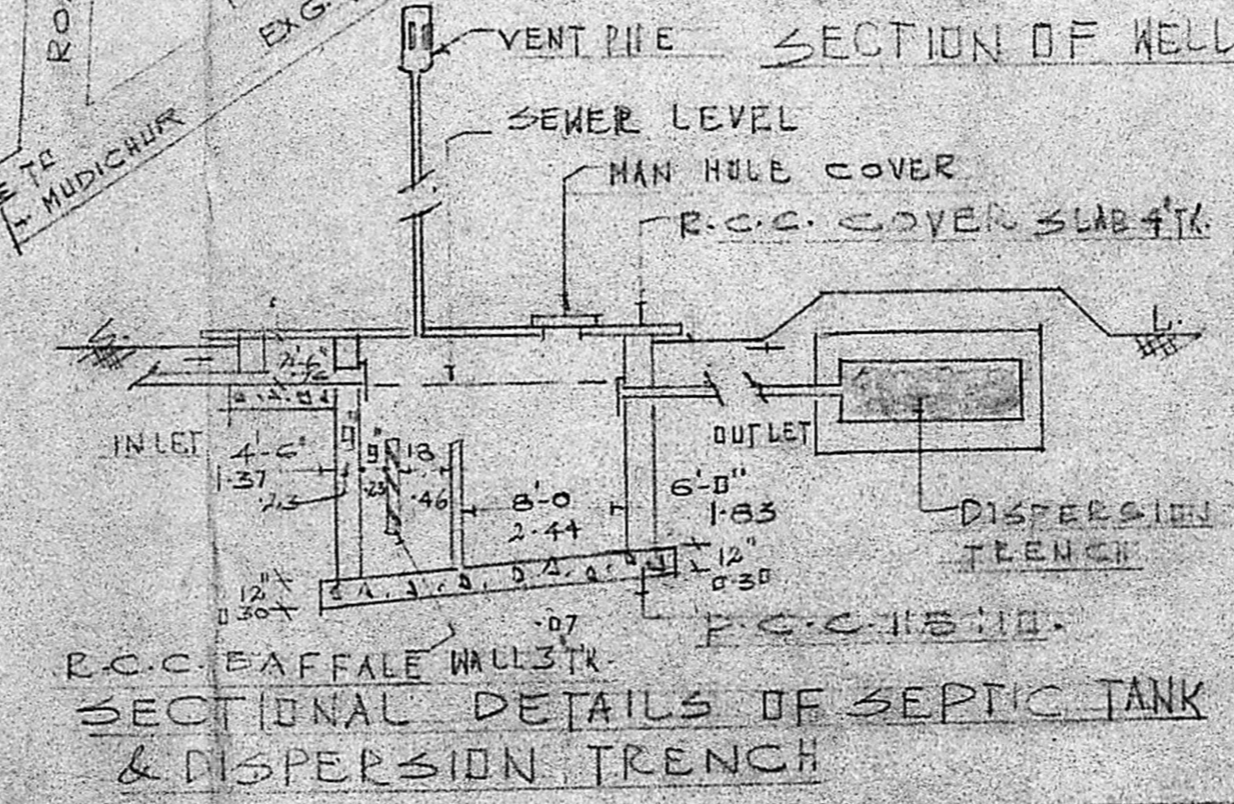 EXG.
TO
MUDICHUR
VENT PIPE
SECTION OF WELL
SEWER LEVEL
MAN HOLE COVER
R.C.C. COVER SLAB 4"TK.
INLET
4'-6"
1.37
.23
9"
.23
18
.46
8'-0
2.44
OUTLET
6'-0"
1.83
12"
0.30
12"
0.30
DISPERSION
TRENCH
P.C.C. 1:5:10.
.07
R.C.C. BAFFALE WALL 3"TK.
SECTIONAL DETAILS OF SEPTIC TANK
& DISPERSION TRENCH